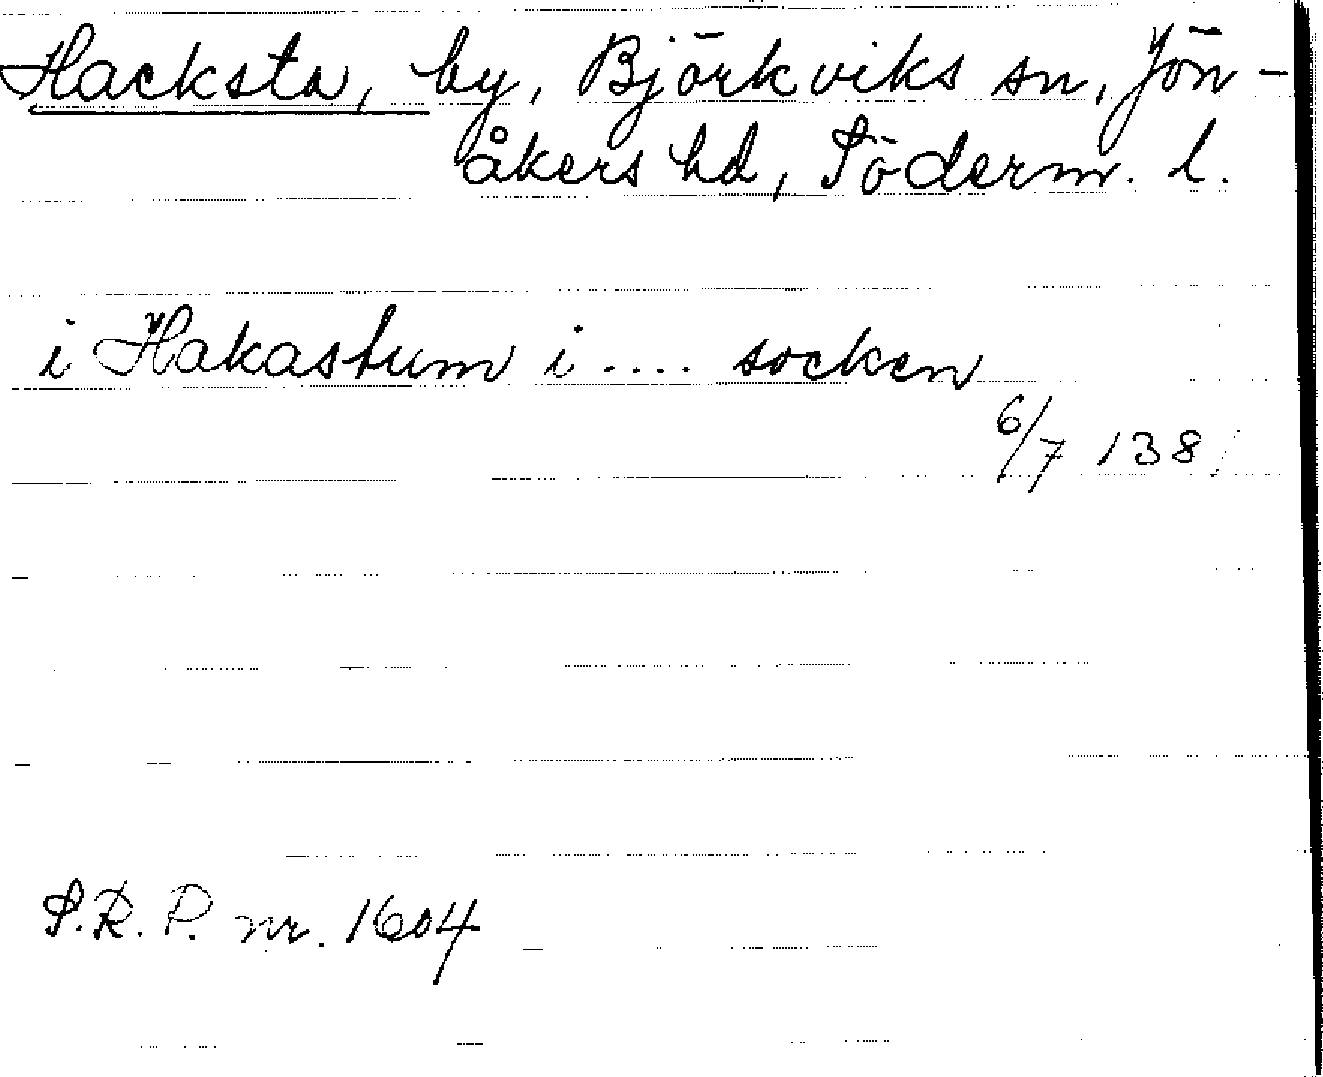 Hacksta, by, Björkviks sn, Jön-
åkers hd, Söderm. l.
i Hakastum i .... socken
6/7 138
S.R.P. nr. 1604